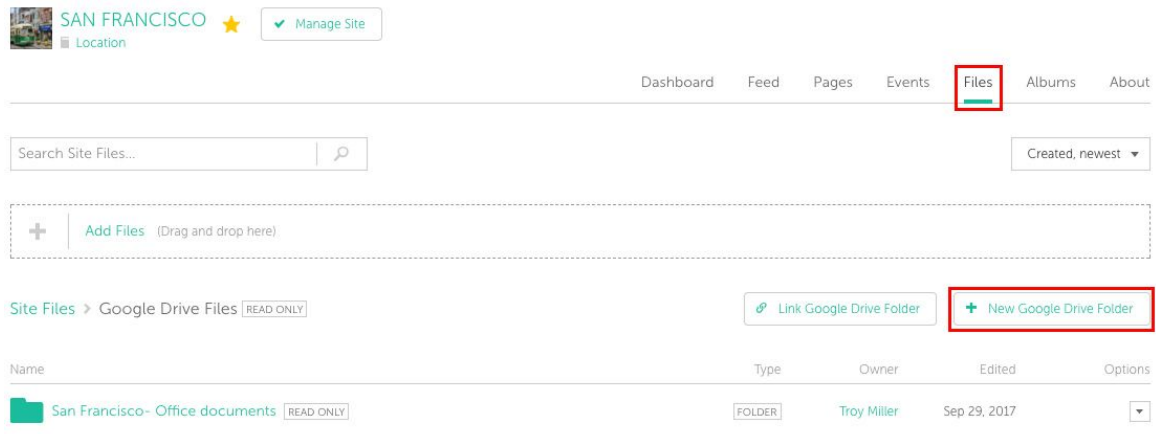 SAN FRANCISCO
Manage Site
Location
Dashboard Feed Pages Events Files Albums About
Search Site Files... Created, newest
Add Files (Drag and drop here)
Site Files > Google Drive Files READ ONLY Link Google Drive Folder + New Google Drive Folder
Name Type Owner Edited Options
San Francisco- Office documents READ ONLY FOLDER Troy Miller Sep 29, 2017